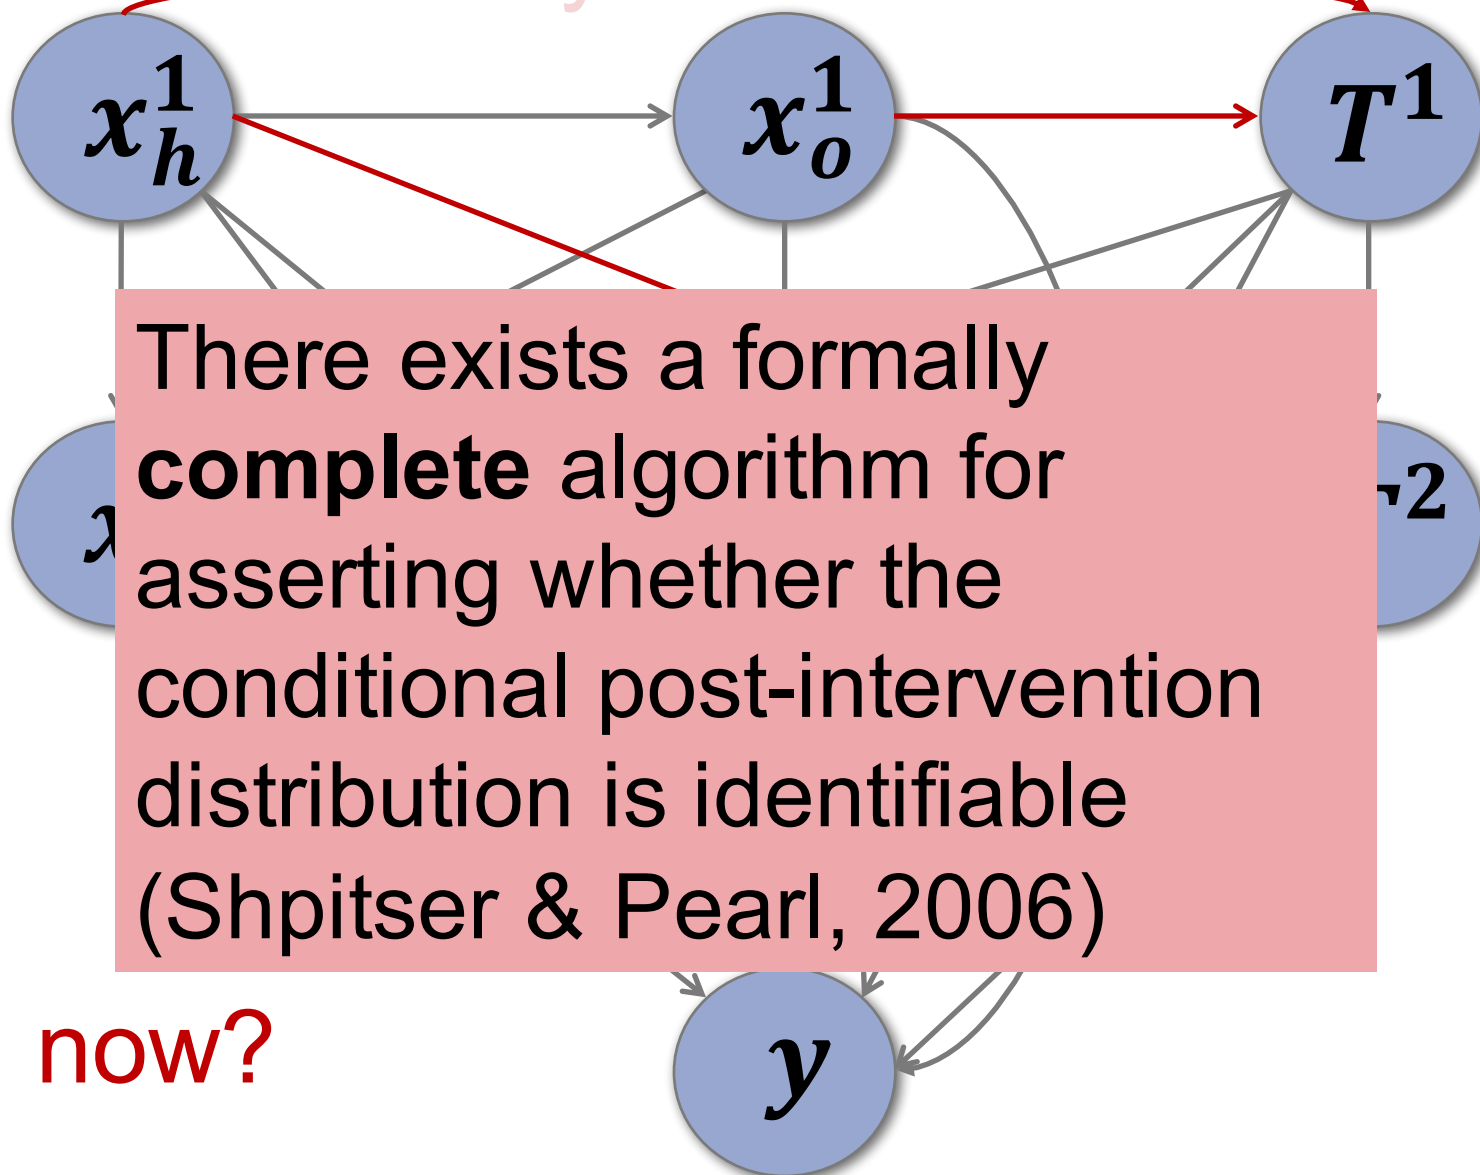 x_h^1 x_o^1 T^1
There exists a formally
complete algorithm for
asserting whether the
conditional post-intervention
distribution is identifiable
(Shpitser & Pearl, 2006)
now?
y